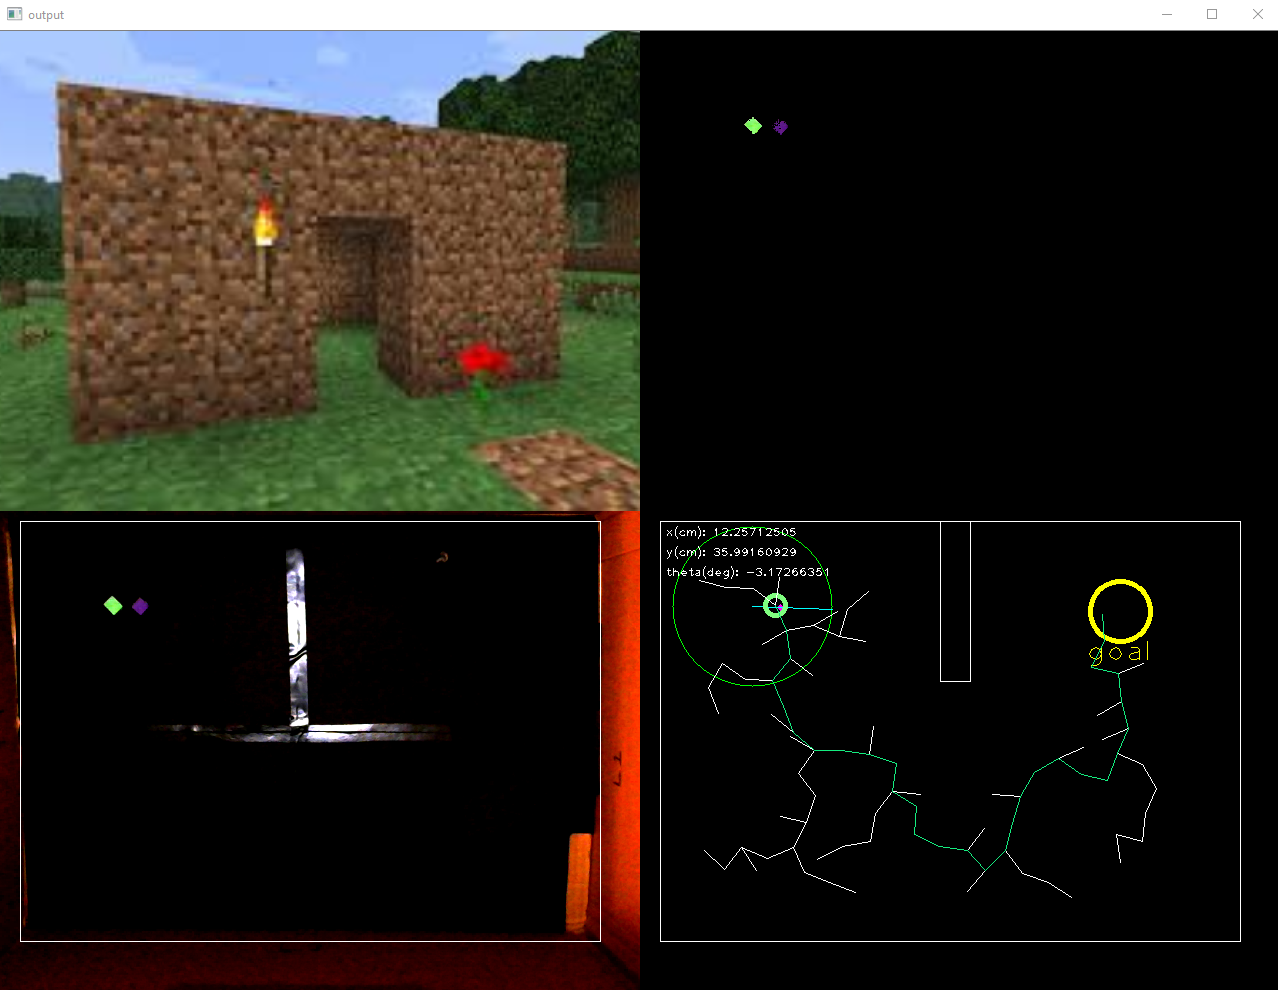 output
x(cm): 12.25712505
y(cm): 35.99160929
theta(deg): -3.17266351
goal